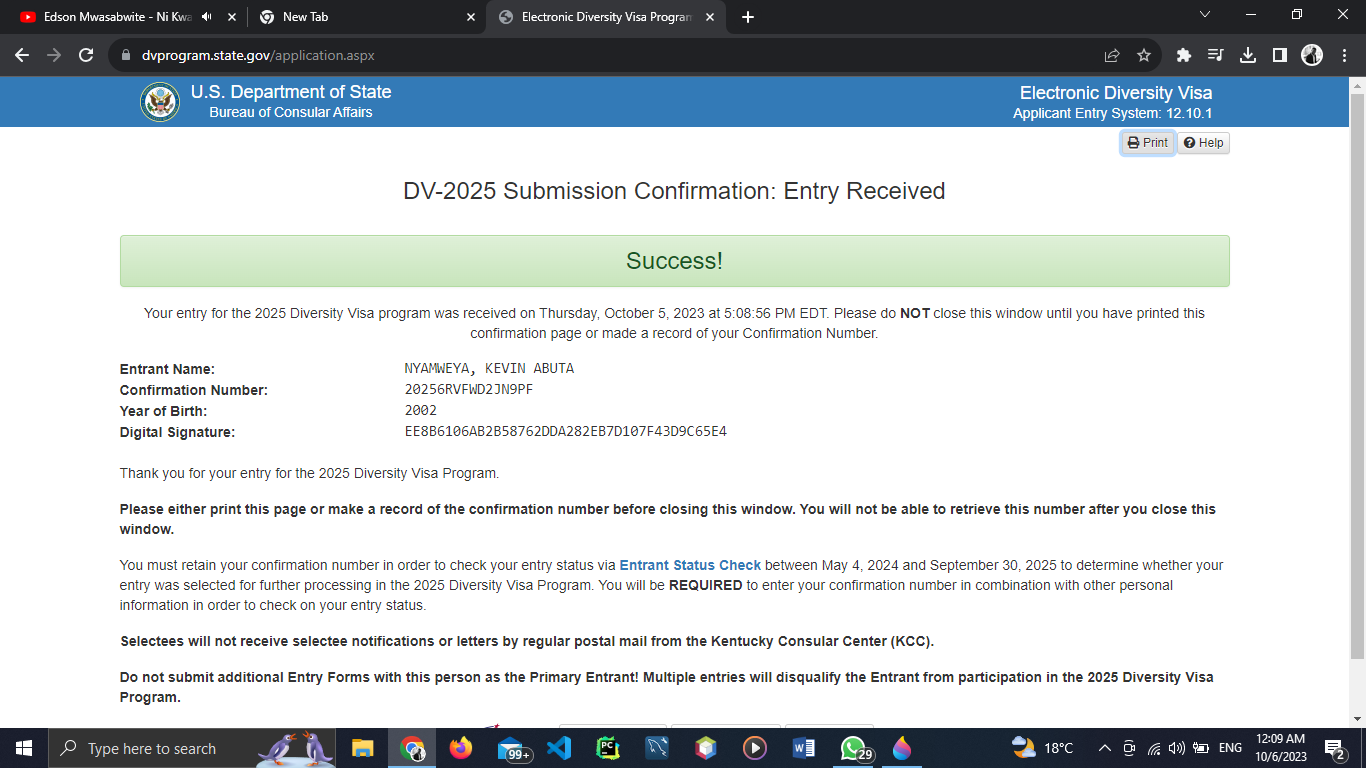 Edson Mwasabwite - Ni Kwa
New Tab
Electronic Diversity Visa Program
dvprogram.state.gov/application.aspx
U.S. Department of State
Bureau of Consular Affairs
Electronic Diversity Visa
Applicant Entry System: 12.10.1
Print
Help
DV-2025 Submission Confirmation: Entry Received
Success!
Your entry for the 2025 Diversity Visa program was received on Thursday, October 5, 2023 at 5:08:56 PM EDT. Please do NOT close this window until you have printed this
confirmation page or made a record of your Confirmation Number.
Entrant Name: NYAMWEYA, KEVIN ABUTA
Confirmation Number: 20256RVFWD2JN9PF
Year of Birth: 2002
Digital Signature: EE8B6106AB2B58762DDA282EB7D107F43D9C65E4
Thank you for your entry for the 2025 Diversity Visa Program.
Please either print this page or make a record of the confirmation number before closing this window. You will not be able to retrieve this number after you close this
window.
You must retain your confirmation number in order to check your entry status via Entrant Status Check between May 4, 2024 and September 30, 2025 to determine whether your
entry was selected for further processing in the 2025 Diversity Visa Program. You will be REQUIRED to enter your confirmation number in combination with other personal
information in order to check on your entry status.
Selectees will not receive selectee notifications or letters by regular postal mail from the Kentucky Consular Center (KCC).
Do not submit additional Entry Forms with this person as the Primary Entrant! Multiple entries will disqualify the Entrant from participation in the 2025 Diversity Visa
Program.
Type here to search
99+
PC
W
29
18°C
ENG
12:09 AM
10/6/2023
2